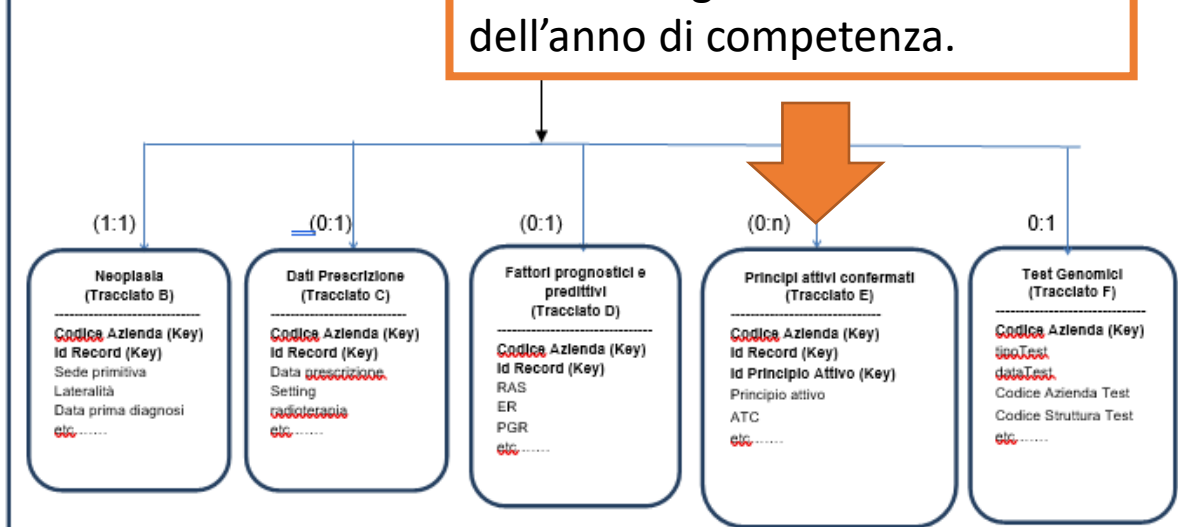 dell'anno di competenza.
(1:1)
(0:1)
(0:1)
(0:n)
0:1
Neoplasia
(Tracciato B)
--------------------------------
Codice Azienda (Key)
Id Record (Key)
Sede primitiva
Lateralità
Data prima diagnosi
etc.......
Dati Prescrizione
(Tracciato C)
------------------------------
Codice Azienda (Key)
Id Record (Key)
Data prescrizione
Setting
radioterapia
etc.......
Fattori prognostici e
predittivi
(Tracciato D)
----------------------------------
Codice Azienda (Key)
Id Record (Key)
RAS
ER
PGR
etc.......
Principi attivi confermati
(Tracciato E)
---------------------------------
Codice Azienda (Key)
Id Record (Key)
Id Principio Attivo (Key)
Principio attivo
ATC
etc.......
Test Genomici
(Tracciato F)
---------------------------------
Codice Azienda (Key)
tipoTest
dataTest
Codice Azienda Test
Codice Struttura Test
etc.......